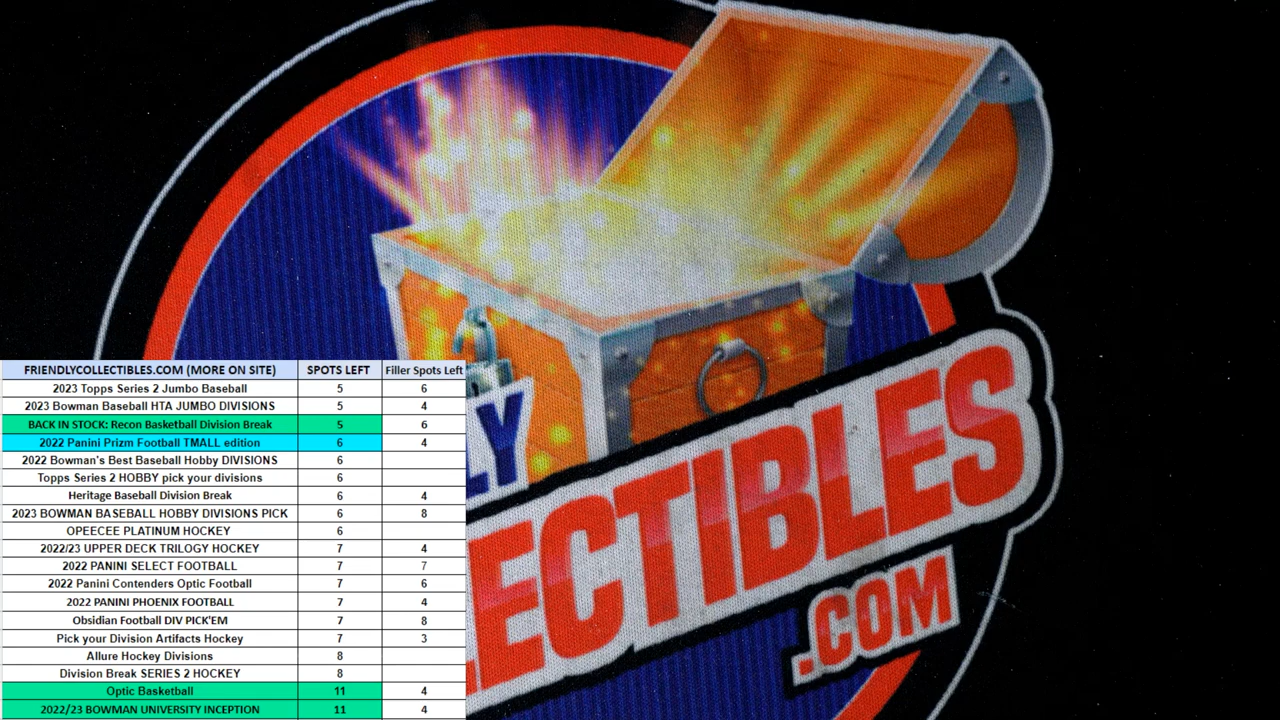 LY
ECTIBLES
.COM
FRIENDLYCOLLECTIBLES.COM (MORE ON SITE) SPOTS LEFT Filler Spots Left
2023 Topps Series 2 Jumbo Baseball 5 6
2023 Bowman Baseball HTA JUMBO DIVISIONS 5 4
BACK IN STOCK: Recon Basketball Division Break 5 6
2022 Panini Prizm Football TMALL edition 6 4
2022 Bowman's Best Baseball Hobby DIVISIONS 6
Topps Series 2 HOBBY pick your divisions 6
Heritage Baseball Division Break 6 4
2023 BOWMAN BASEBALL HOBBY DIVISIONS PICK 6 8
OPEECEE PLATINUM HOCKEY 6
2022/23 UPPER DECK TRILOGY HOCKEY 7 4
2022 PANINI SELECT FOOTBALL 7 7
2022 Panini Contenders Optic Football 7 6
2022 PANINI PHOENIX FOOTBALL 7 4
Obsidian Football DIV PICK'EM 7 8
Pick your Division Artifacts Hockey 7 3
Allure Hockey Divisions 8
Division Break SERIES 2 HOCKEY 8
Optic Basketball 11 4
2022/23 BOWMAN UNIVERSITY INCEPTION 11 4